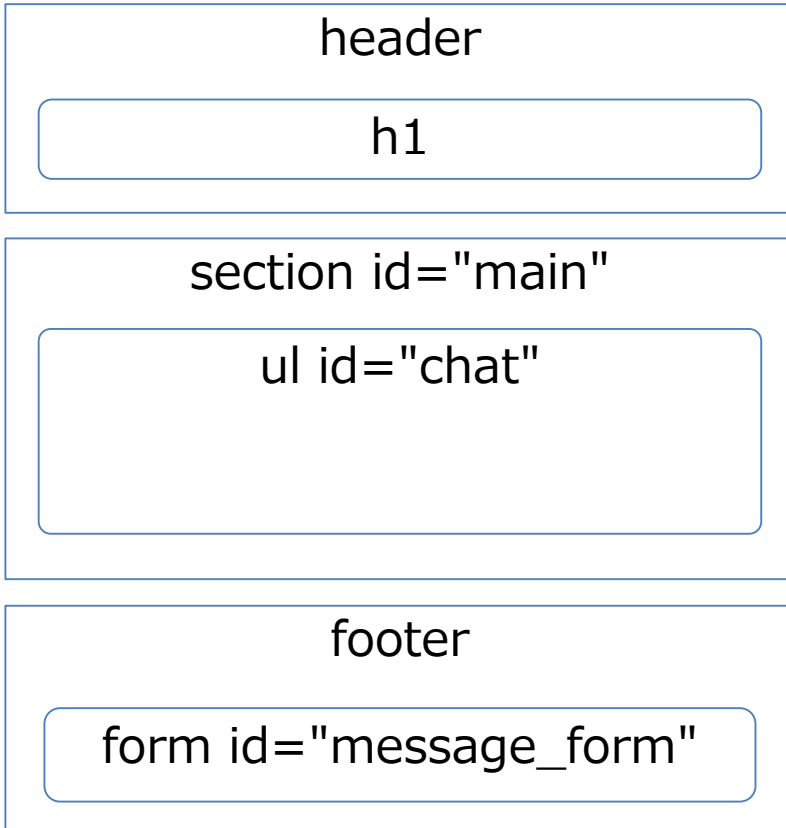 header
h1
section id="main"
ul id="chat"
footer
form id="message_form"